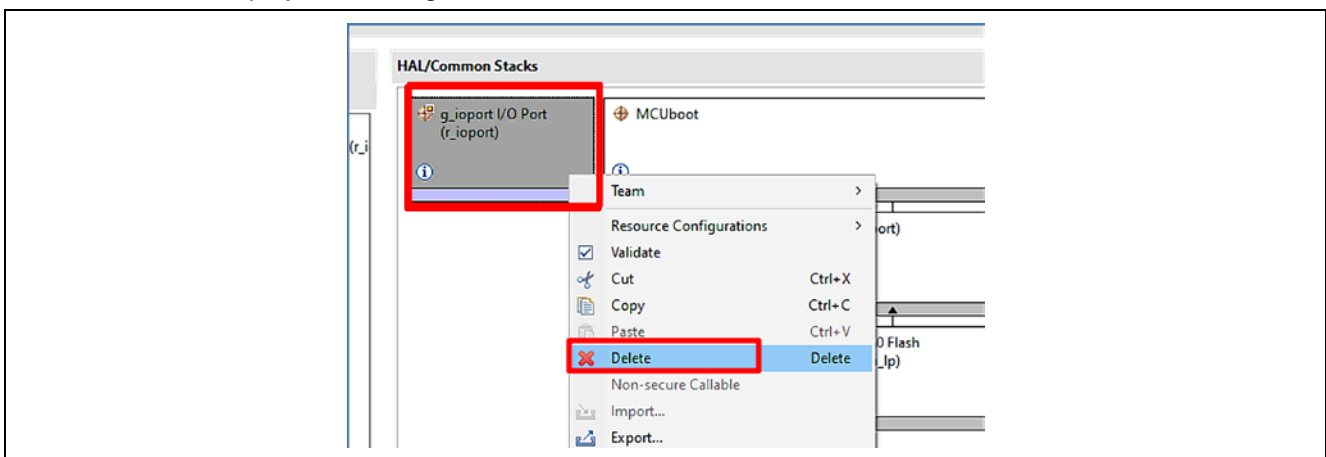 HAL/Common Stacks
g_ioport I/O Port
(r_ioport)
MCUboot
(r_i
Team
Resource Configurations
ort)
Validate
Cut Ctrl+X
Copy Ctrl+C
Paste Ctrl+V
Delete Delete
0 Flash
_lp)
Non-secure Callable
Import...
Export...